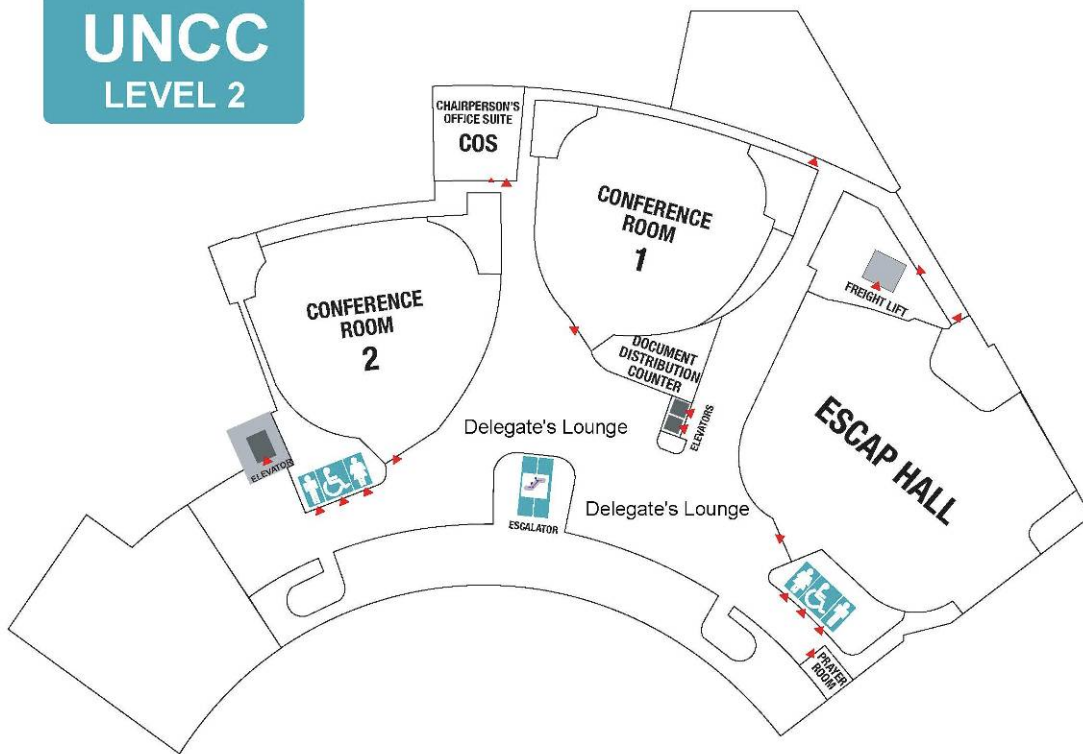 UNCC
LEVEL 2
CHAIRPERSON'S
OFFICE SUITE
COS
CONFERENCE
ROOM
1
CONFERENCE
ROOM
2
FREIGHT LIFT
DOCUMENT
DISTRIBUTION
COUNTER
ELEVATORS
ESCAP HALL
Delegate's Lounge
ELEVATOR
Delegate's Lounge
ESCALATOR
PRAYER
ROOM